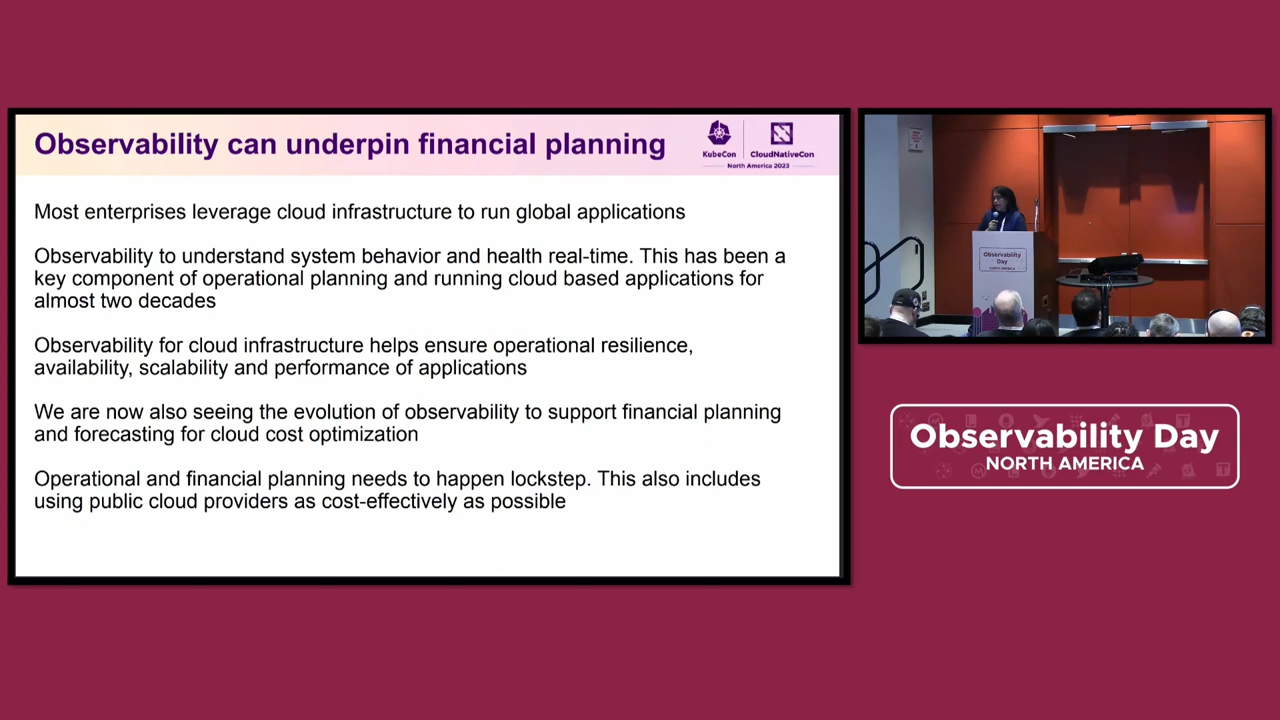 Observability can underpin financial planning
KubeCon
CloudNativeCon
North America 2023
Most enterprises leverage cloud infrastructure to run global applications
Observability to understand system behavior and health real-time. This has been a
key component of operational planning and running cloud based applications for
almost two decades
Observability for cloud infrastructure helps ensure operational resilience,
availability, scalability and performance of applications
We are now also seeing the evolution of observability to support financial planning
and forecasting for cloud cost optimization
Operational and financial planning needs to happen lockstep. This also includes
using public cloud providers as cost-effectively as possible
Observability
Day
NORTH AMERICA
Observability Day
NORTH AMERICA